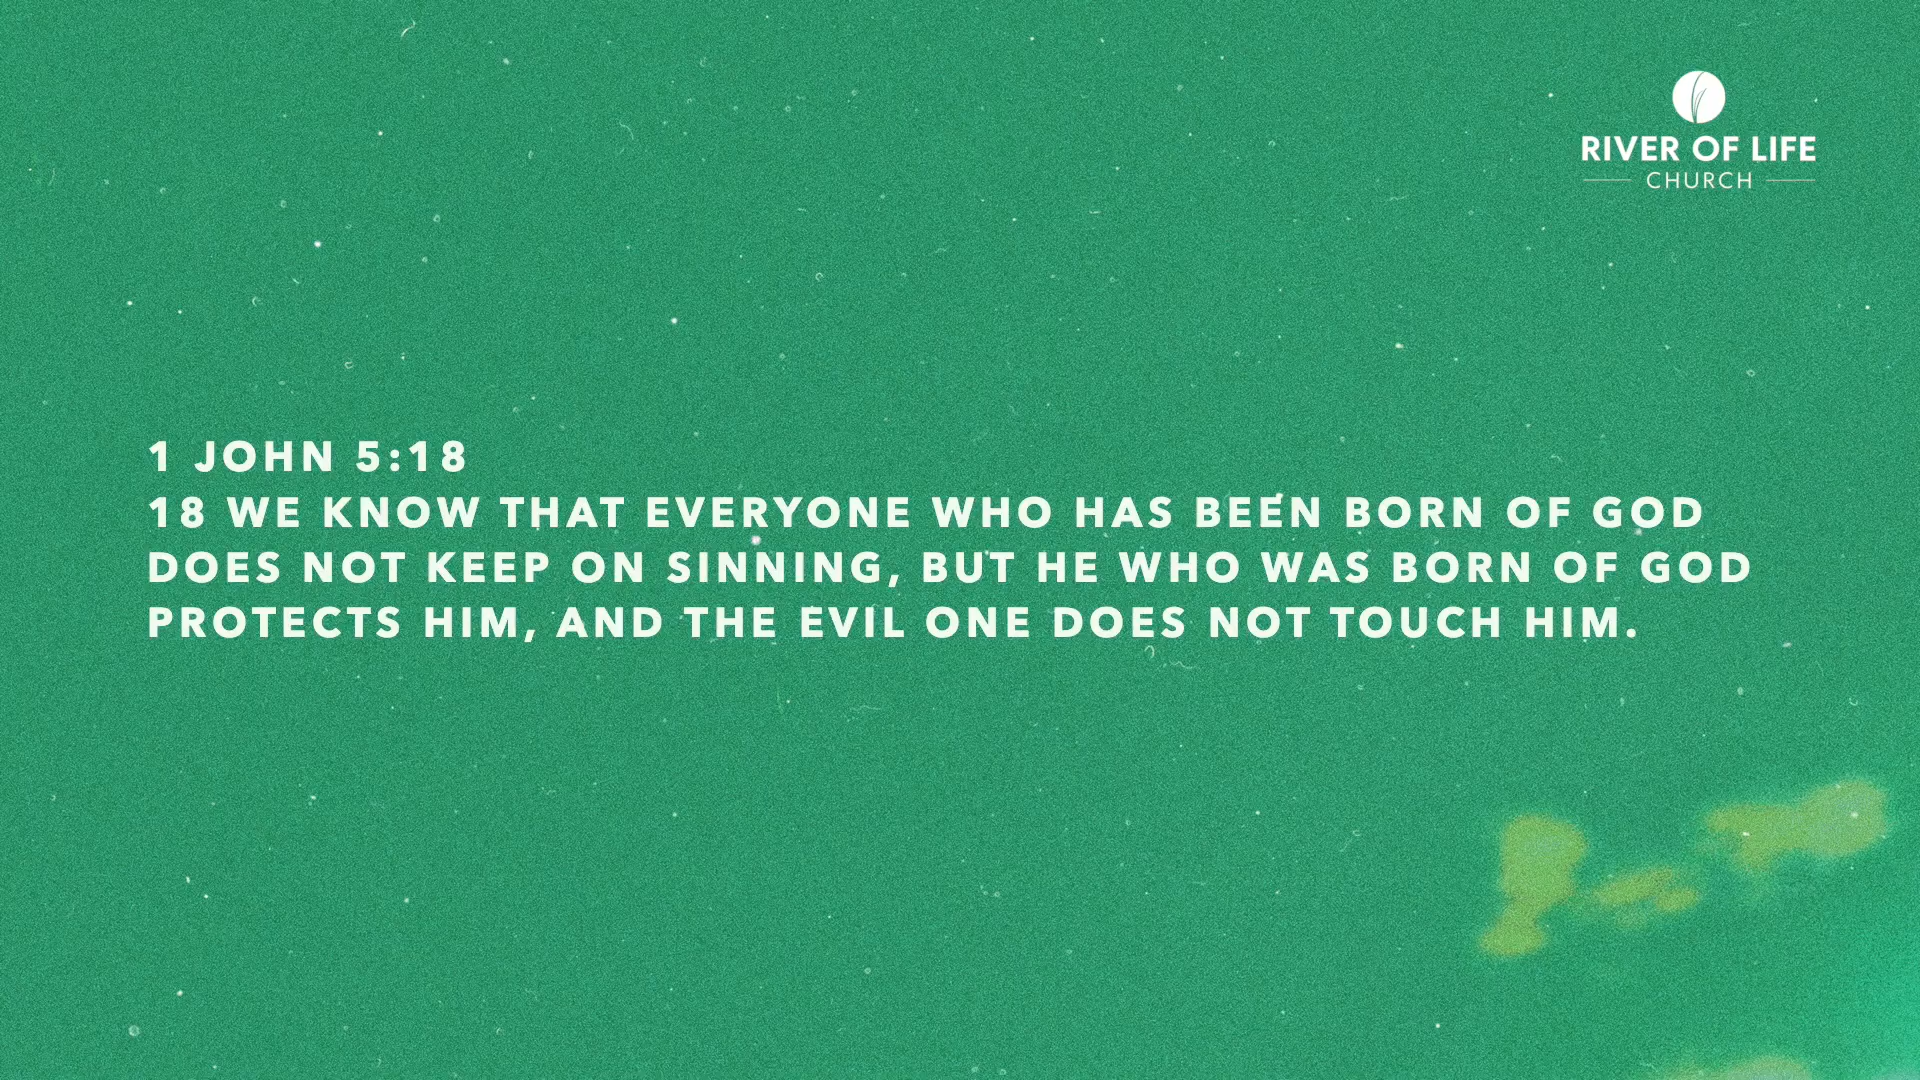 RIVER OF LIFE
CHURCH
1 JOHN 5:18
18 WE KNOW THAT EVERYONE WHO HAS BEEN BORN OF GOD
DOES NOT KEEP ON SINNING, BUT HE WHO WAS BORN OF GOD
PROTECTS HIM, AND THE EVIL ONE DOES NOT TOUCH HIM.